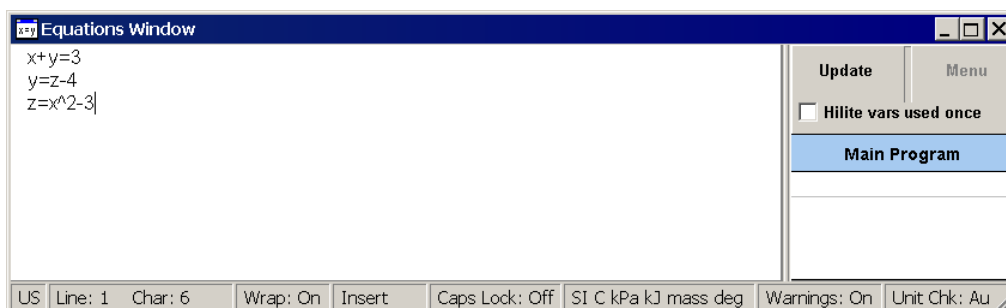 x=y Equations Window
x+y=3
y=z-4
z=x^2-3
Update Menu
Hilite vars used once
Main Program
US Line: 1 Char: 6 Wrap: On Insert Caps Lock: Off SI C kPa kJ mass deg Warnings: On Unit Chk: Au